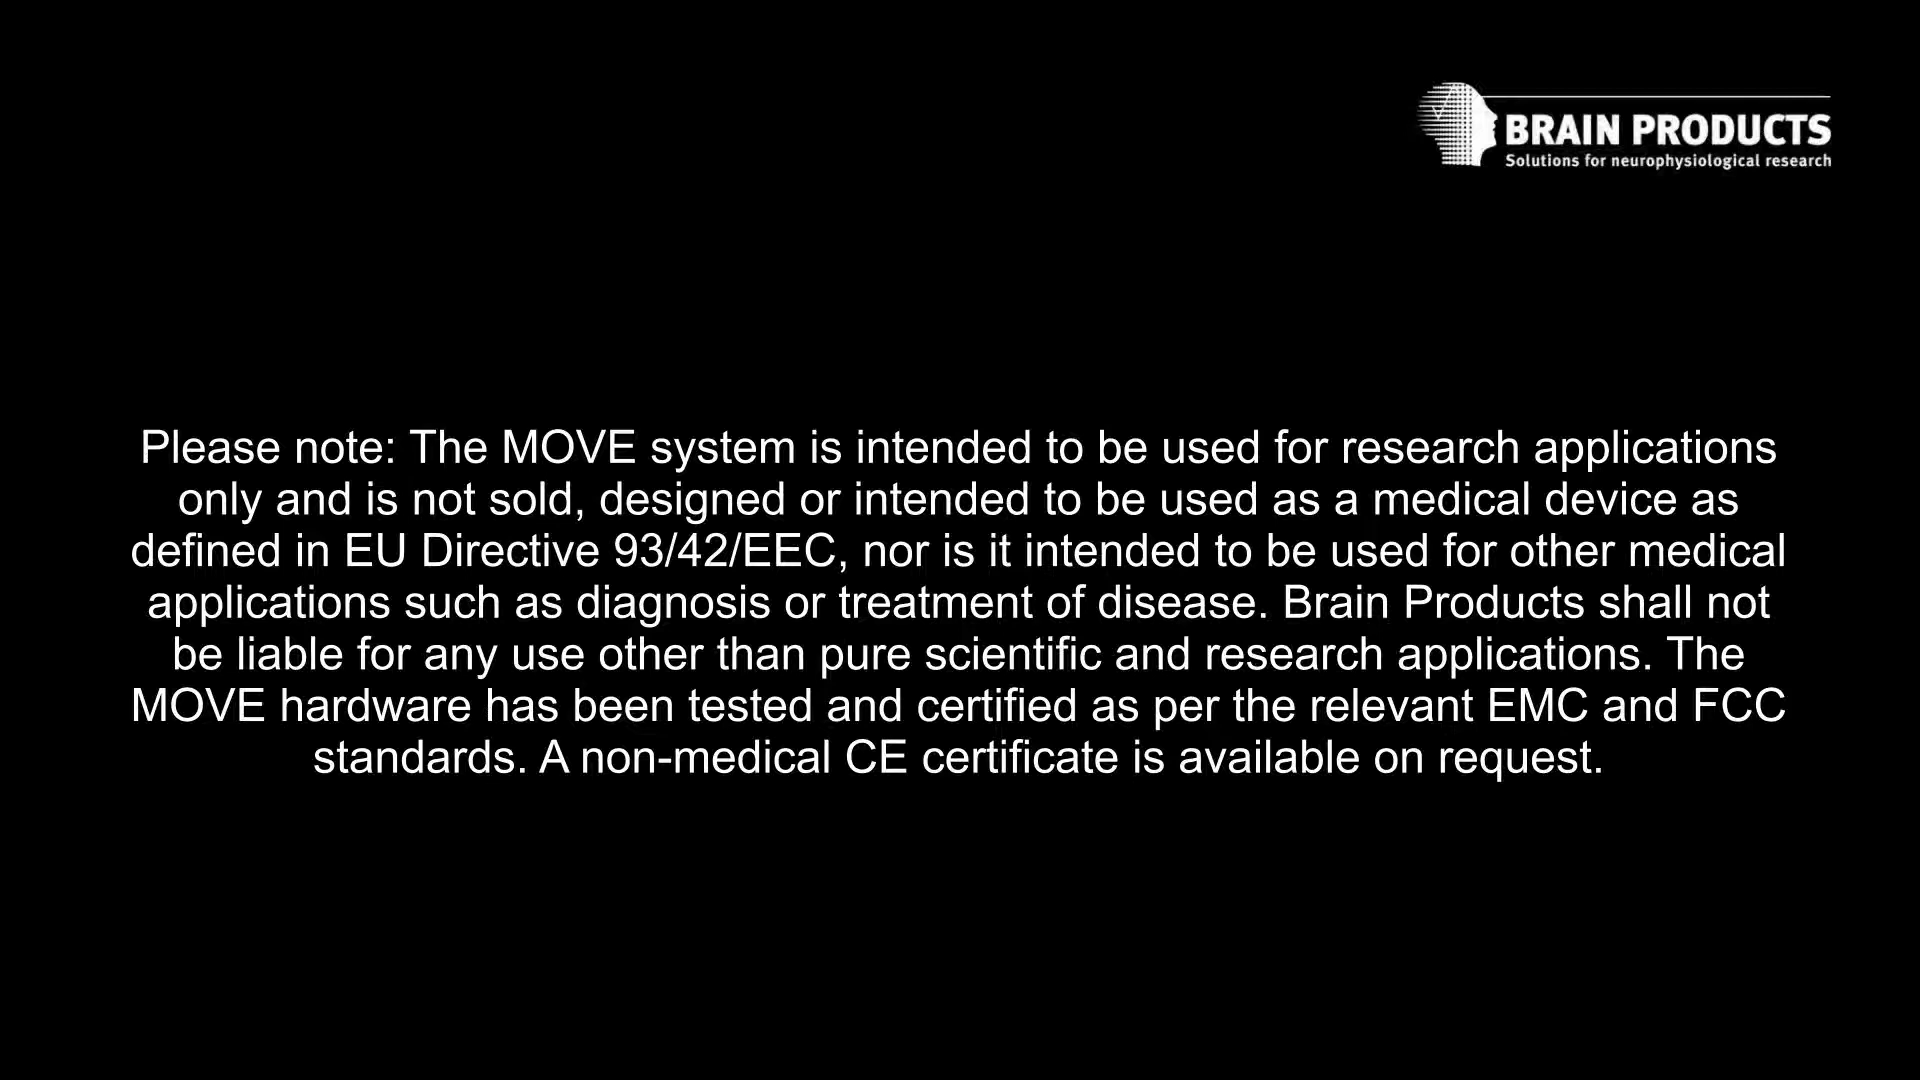 BRAIN PRODUCTS
Solutions for neurophysiological research
Please note: The MOVE system is intended to be used for research applications
only and is not sold, designed or intended to be used as a medical device as
defined in EU Directive 93/42/EEC, nor is it intended to be used for other medical
applications such as diagnosis or treatment of disease. Brain Products shall not
be liable for any use other than pure scientific and research applications. The
MOVE hardware has been tested and certified as per the relevant EMC and FCC
standards. A non-medical CE certificate is available on request.